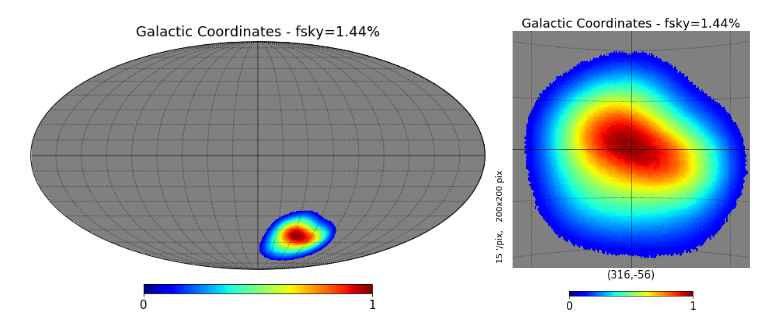 Galactic Coordinates - fsky=1.44%
0
1
Galactic Coordinates - fsky=1.44%
15 '/pix, 200x200 pix
(316,-56)
0
1